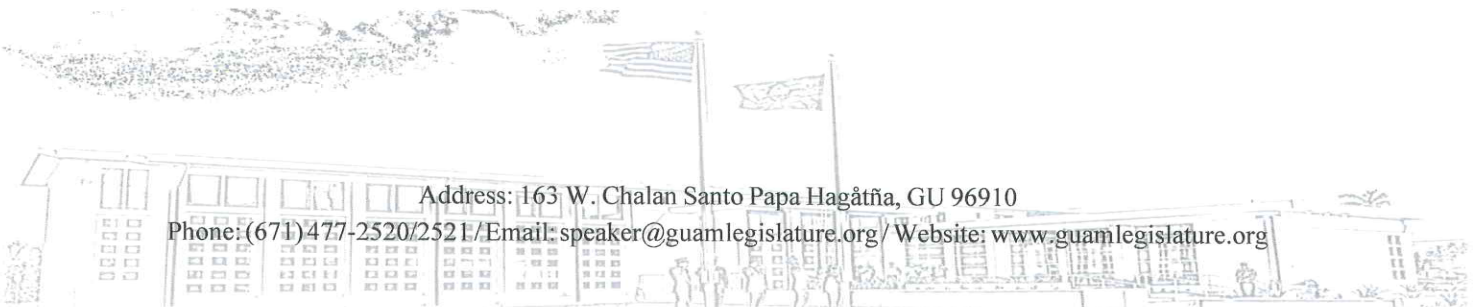 Address: 163 W. Chalan Santo Papa Hagåtña, GU 96910
Phone: (671)477-2520/2521 / Email: speaker@guamlegislature.org / Website: www.guamlegislature.org